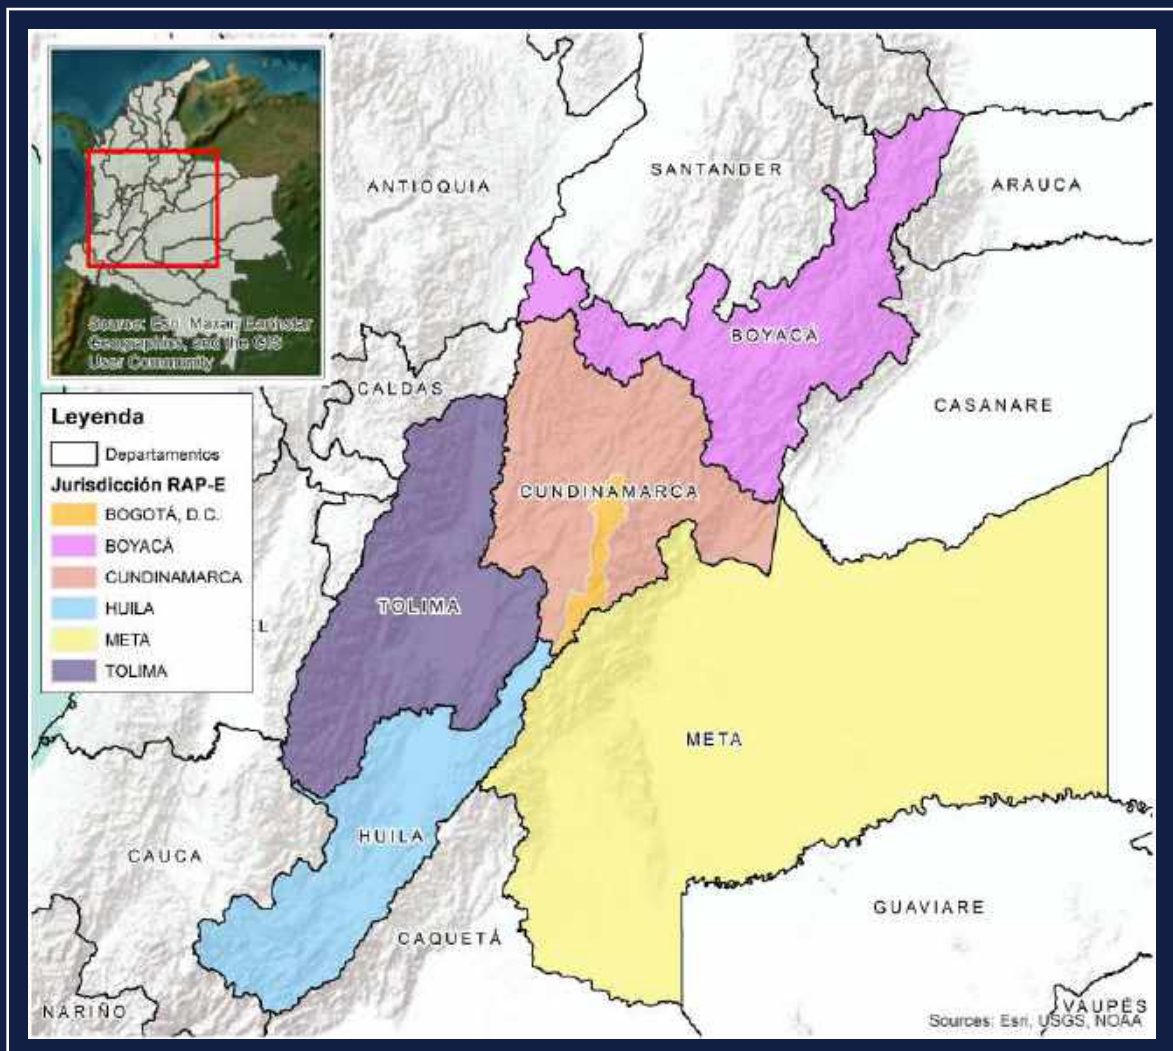 Source: Esri, Maxar, Earthstar
Geographics, and the GIS
User Community
Leyenda
Departamentos
Jurisdicción RAP-E
BOGOTÁ, D.C.
BOYACÁ
CUNDINAMARCA
HUILA
META
TOLIMA
ANTIOQUIA
SANTANDER
ARAUCA
BOYACÁ
CALDAS
CASANARE
CUNDINAMARCA
TOLIMA
EL
META
HUILA
CAUCA
CAQUETÁ
GUAVIARE
NARIÑO
VAUPÉS
Sources: Esri, USGS, NOAA